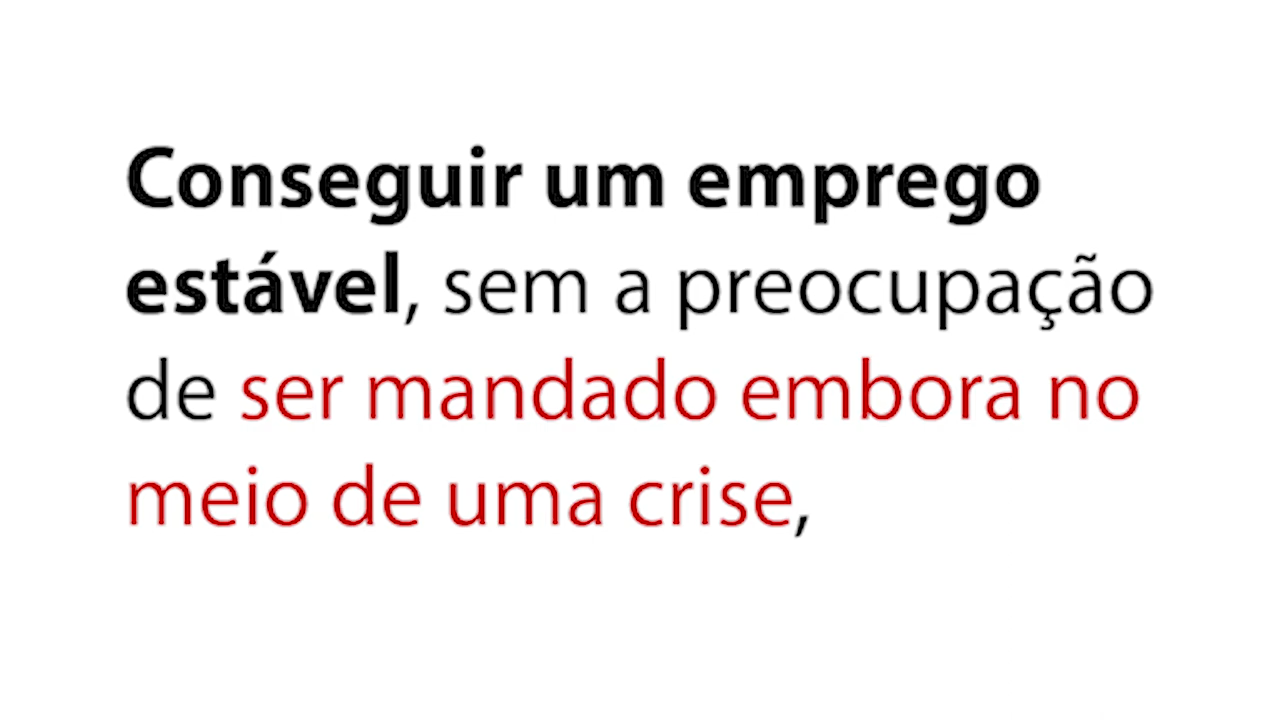 Conseguir um emprego
estável, sem a preocupação
de ser mandado embora no
meio de uma crise,